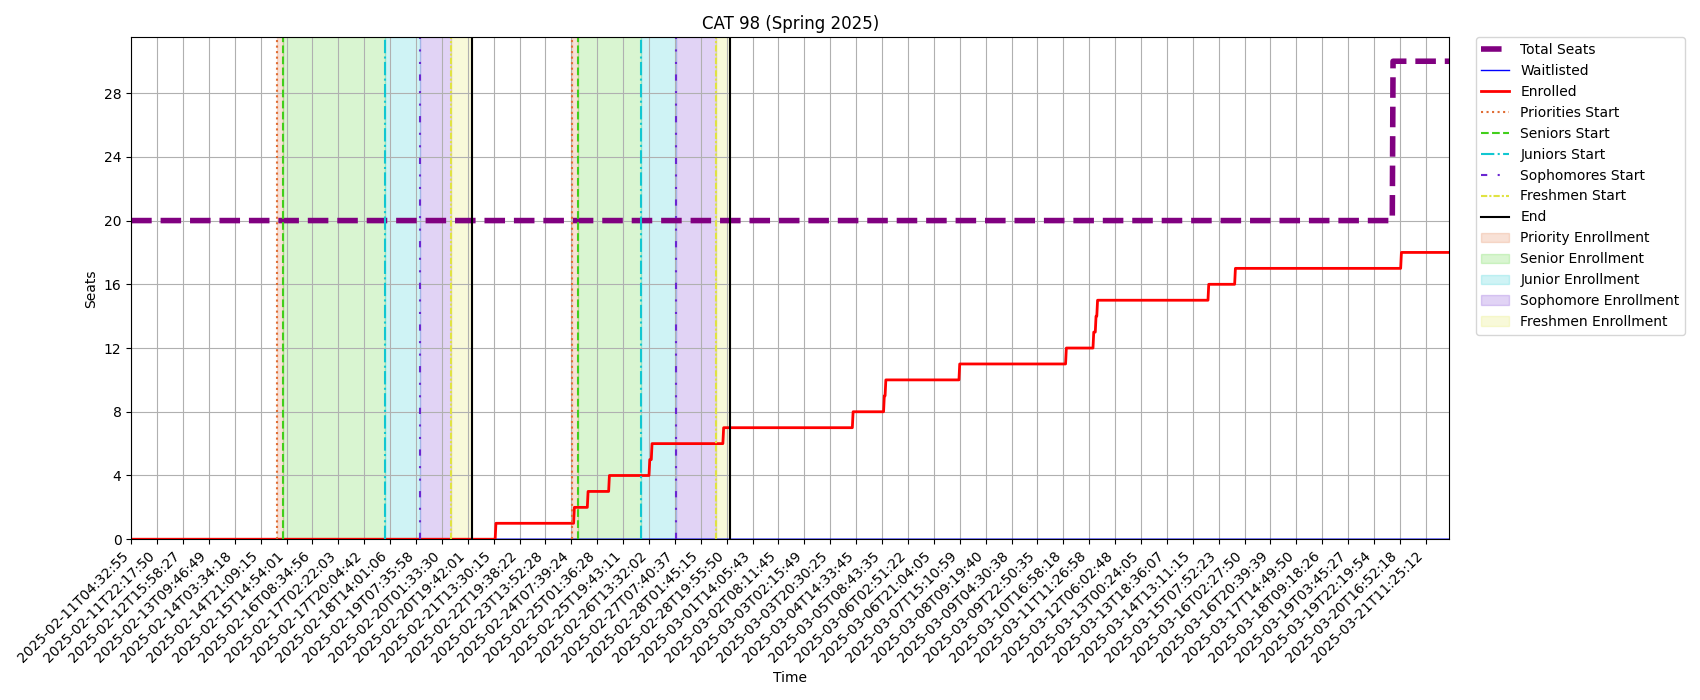 CAT 98 (Spring 2025)
28
24
20
16
12
8
4
0
Seats
2025-02-11T04:32:55
2025-02-11T22:17:50
2025-02-12T15:58:27
2025-02-13T09:46:49
2025-02-14T03:34:18
2025-02-14T21:09:15
2025-02-15T14:54:01
2025-02-16T08:34:56
2025-02-17T02:22:03
2025-02-17T20:04:42
2025-02-18T14:01:06
2025-02-19T07:35:58
2025-02-20T01:33:30
2025-02-20T19:42:01
2025-02-21T13:30:15
2025-02-22T19:38:22
2025-02-23T13:52:28
2025-02-24T07:39:24
2025-02-25T01:36:28
2025-02-25T19:43:11
2025-02-26T13:32:02
2025-02-27T07:40:37
2025-02-28T01:45:15
2025-02-28T19:55:50
2025-03-01T14:05:43
2025-03-02T08:11:45
2025-03-03T02:15:49
2025-03-03T20:30:25
2025-03-04T14:33:45
2025-03-05T08:43:35
2025-03-06T02:51:22
2025-03-06T21:04:05
2025-03-07T15:10:59
2025-03-08T09:19:40
2025-03-09T04:30:38
2025-03-09T22:50:35
2025-03-10T16:58:18
2025-03-11T11:26:58
2025-03-12T06:02:48
2025-03-13T00:24:05
2025-03-13T18:36:07
2025-03-14T13:11:15
2025-03-15T07:52:23
2025-03-16T02:27:50
2025-03-16T20:39:39
2025-03-17T14:49:50
2025-03-18T09:18:26
2025-03-19T03:45:27
2025-03-19T22:19:54
2025-03-20T16:52:18
2025-03-21T11:25:12
Time
Total Seats
Waitlisted
Enrolled
Priorities Start
Seniors Start
Juniors Start
Sophomores Start
Freshmen Start
End
Priority Enrollment
Senior Enrollment
Junior Enrollment
Sophomore Enrollment
Freshmen Enrollment